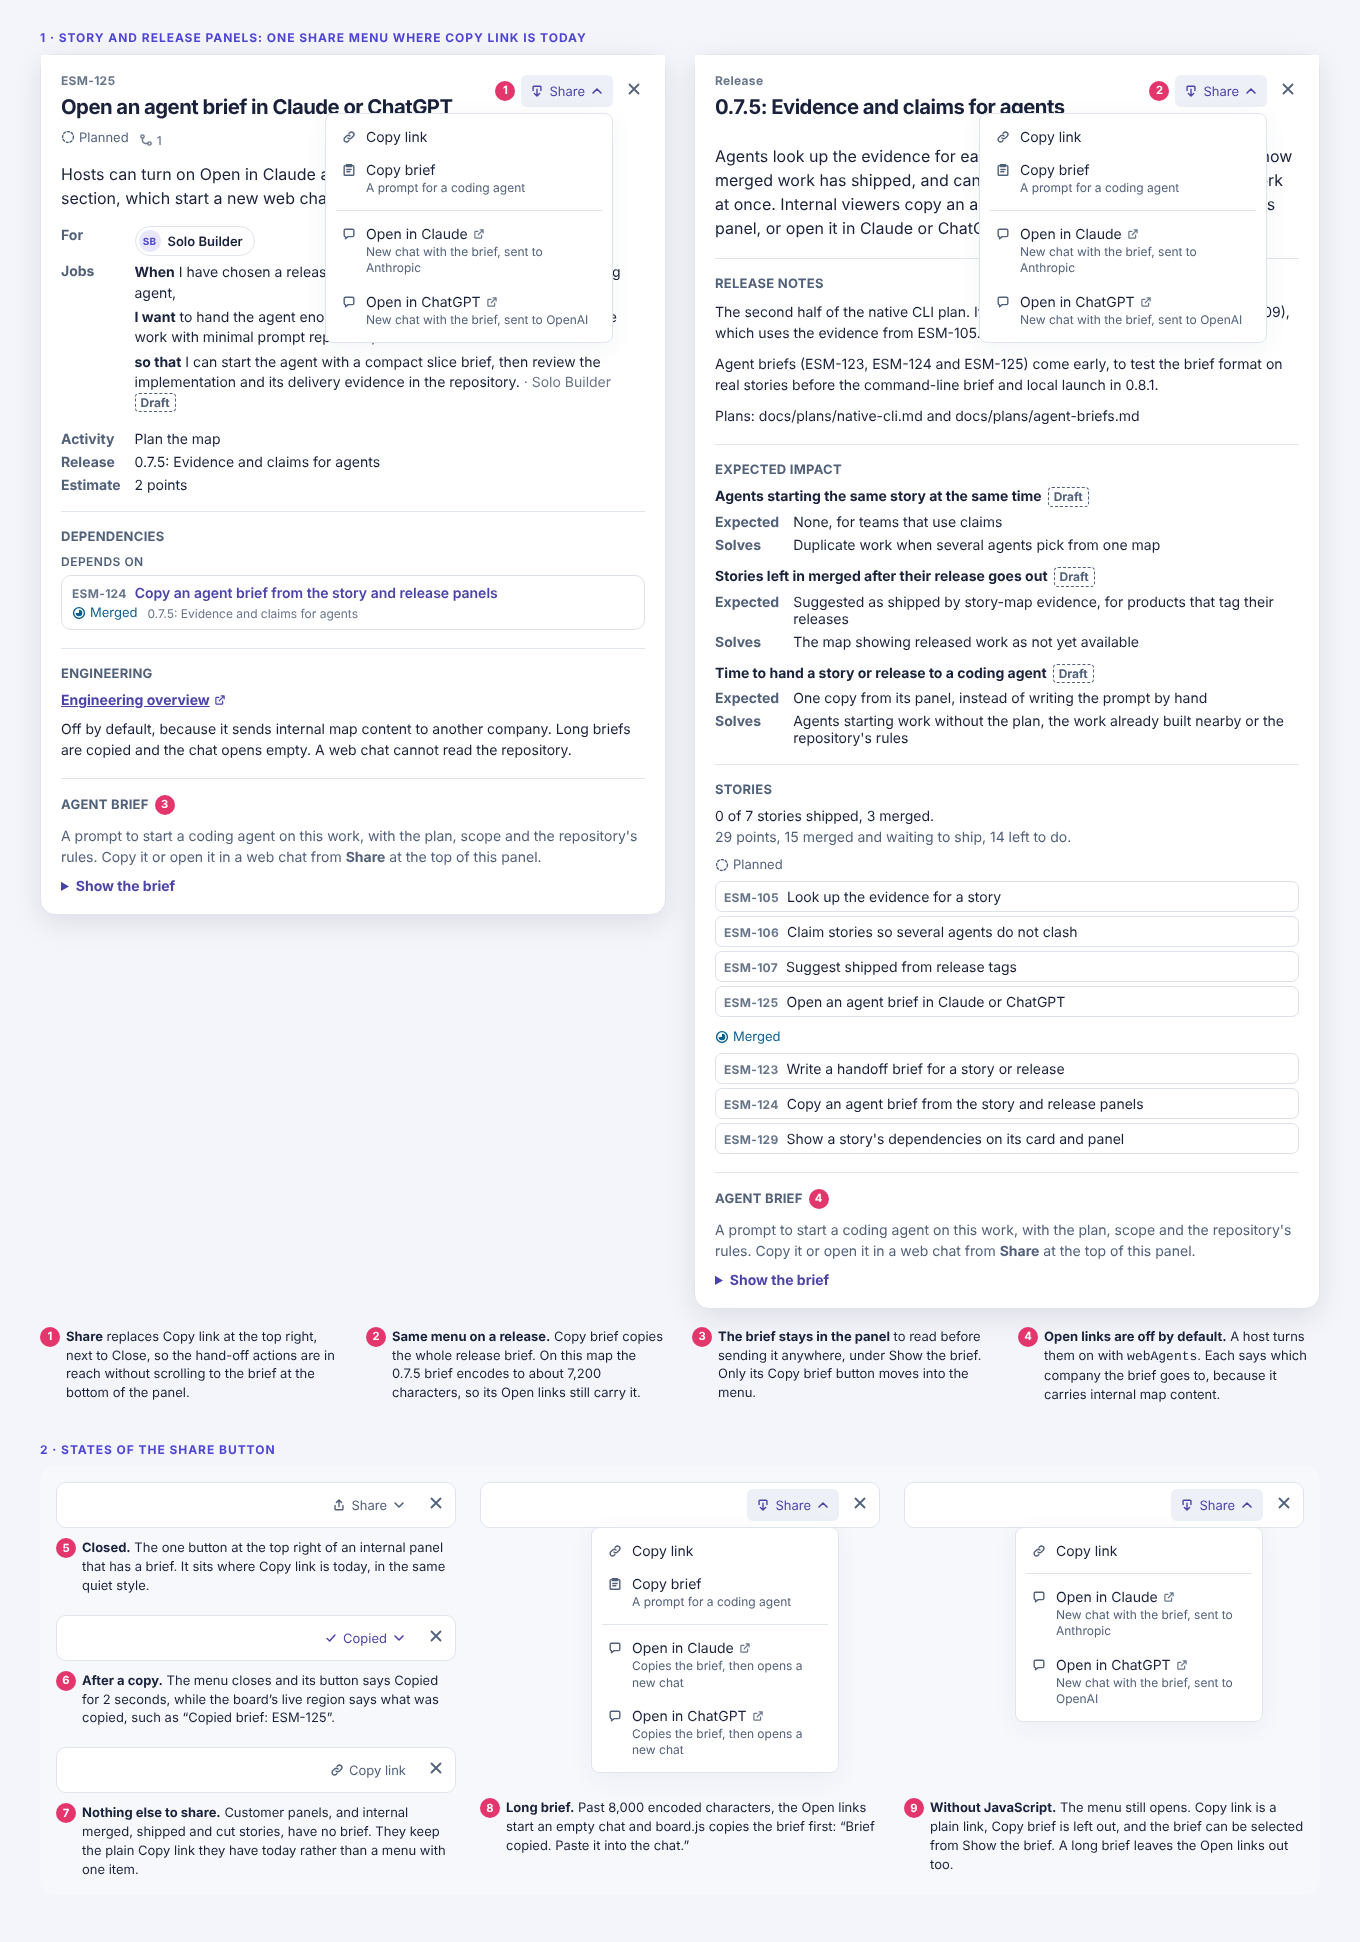 1 · STORY AND RELEASE PANELS: ONE SHARE MENU WHERE COPY LINK IS TODAY
ESM-125
1
Share
Open an agent brief in Claude or ChatGPT
Planned
1
Copy link
Copy brief
A prompt for a coding agent
Open in Claude
New chat with the brief, sent to
Anthropic
Open in ChatGPT
New chat with the brief, sent to OpenAI
Hosts can turn on Open in Claude
section, which start a new web cha
For
SB
Solo Builder
Jobs
When I have chosen a releas
agent,
I want to hand the agent eno
work with minimal prompt
so that I can start the agent with a compact slice brief, then review the
implementation and its delivery evidence in the repository. · Solo Builder
Draft
Activity
Plan the map
Release
0.7.5: Evidence and claims for agents
Estimate
2 points
DEPENDENCIES
DEPENDS ON
ESM-124 Copy an agent brief from the story and release panels
Merged 0.7.5: Evidence and claims for agents
ENGINEERING
Engineering overview
Off by default, because it sends internal map content to another company. Long briefs
are copied and the chat opens empty. A web chat cannot read the repository.
AGENT BRIEF 3
A prompt to start a coding agent on this work, with the plan, scope and the repository's
rules. Copy it or open it in a web chat from Share at the top of this panel.
Show the brief
Release
2
Share
0.7.5: Evidence and claims for agents
Copy link
Copy brief
A prompt for a coding agent
Open in Claude
New chat with the brief, sent to
Anthropic
Open in ChatGPT
New chat with the brief, sent to OpenAI
Agents look up the evidence for ea
merged work has shipped, and can
at once. Internal viewers copy an a
panel, or open it in Claude or Chat
RELEASE NOTES
The second half of the native CLI plan. 09),
which uses the evidence from ESM-105.
Agent briefs (ESM-123, ESM-124 and ESM-125) come early, to test the brief format on
real stories before the command-line brief and local launch in 0.8.1.
Plans: docs/plans/native-cli.md and docs/plans/agent-briefs.md
EXPECTED IMPACT
Agents starting the same story at the same time Draft
Expected None, for teams that use claims
Solves Duplicate work when several agents pick from one map
Stories left in merged after their release goes out Draft
Expected Suggested as shipped by story-map evidence, for products that tag their
releases
Solves The map showing released work as not yet available
Time to hand a story or release to a coding agent Draft
Expected One copy from its panel, instead of writing the prompt by hand
Solves Agents starting work without the plan, the work already built nearby or the
repository's rules
STORIES
0 of 7 stories shipped, 3 merged.
29 points, 15 merged and waiting to ship, 14 left to do.
Planned
ESM-105 Look up the evidence for a story
ESM-106 Claim stories so several agents do not clash
ESM-107 Suggest shipped from release tags
ESM-125 Open an agent brief in Claude or ChatGPT
Merged
ESM-123 Write a handoff brief for a story or release
ESM-124 Copy an agent brief from the story and release panels
ESM-129 Show a story's dependencies on its card and panel
AGENT BRIEF 4
A prompt to start a coding agent on this work, with the plan, scope and the repository's
rules. Copy it or open it in a web chat from Share at the top of this panel.
Show the brief
1 Share replaces Copy link at the top right,
next to Close, so the hand-off actions are in
reach without scrolling to the brief at the
bottom of the panel.
2 Same menu on a release. Copy brief copies
the whole release brief. On this map the
0.7.5 brief encodes to about 7,200
characters, so its Open links still carry it.
3 The brief stays in the panel to read before
sending it anywhere, under Show the brief.
Only its Copy brief button moves into the
menu.
4 Open links are off by default. A host turns
them on with webAgents. Each says which
company the brief goes to, because it
carries internal map content.
2 · STATES OF THE SHARE BUTTON
Share
5 Closed. The one button at the top right of an internal panel
that has a brief. It sits where Copy link is today, in the same
quiet style.
Copied
6 After a copy. The menu closes and its button says Copied
for 2 seconds, while the board's live region says what was
copied, such as “Copied brief: ESM-125”.
Copy link
7 Nothing else to share. Customer panels, and internal
merged, shipped and cut stories, have no brief. They keep
the plain Copy link they have today rather than a menu with
one item.
Share
Copy link
Copy brief
A prompt for a coding agent
Open in Claude
Copies the brief, then opens a
new chat
Open in ChatGPT
Copies the brief, then opens a
new chat
8 Long brief. Past 8,000 encoded characters, the Open links
start an empty chat and board.js copies the brief first: “Brief
copied. Paste it into the chat.”
Share
Copy link
Open in Claude
New chat with the brief, sent to
Anthropic
Open in ChatGPT
New chat with the brief, sent to
OpenAI
9 Without JavaScript. The menu still opens. Copy link is a
plain link, Copy brief is left out, and the brief can be selected
from Show the brief. A long brief leaves the Open links out
too.